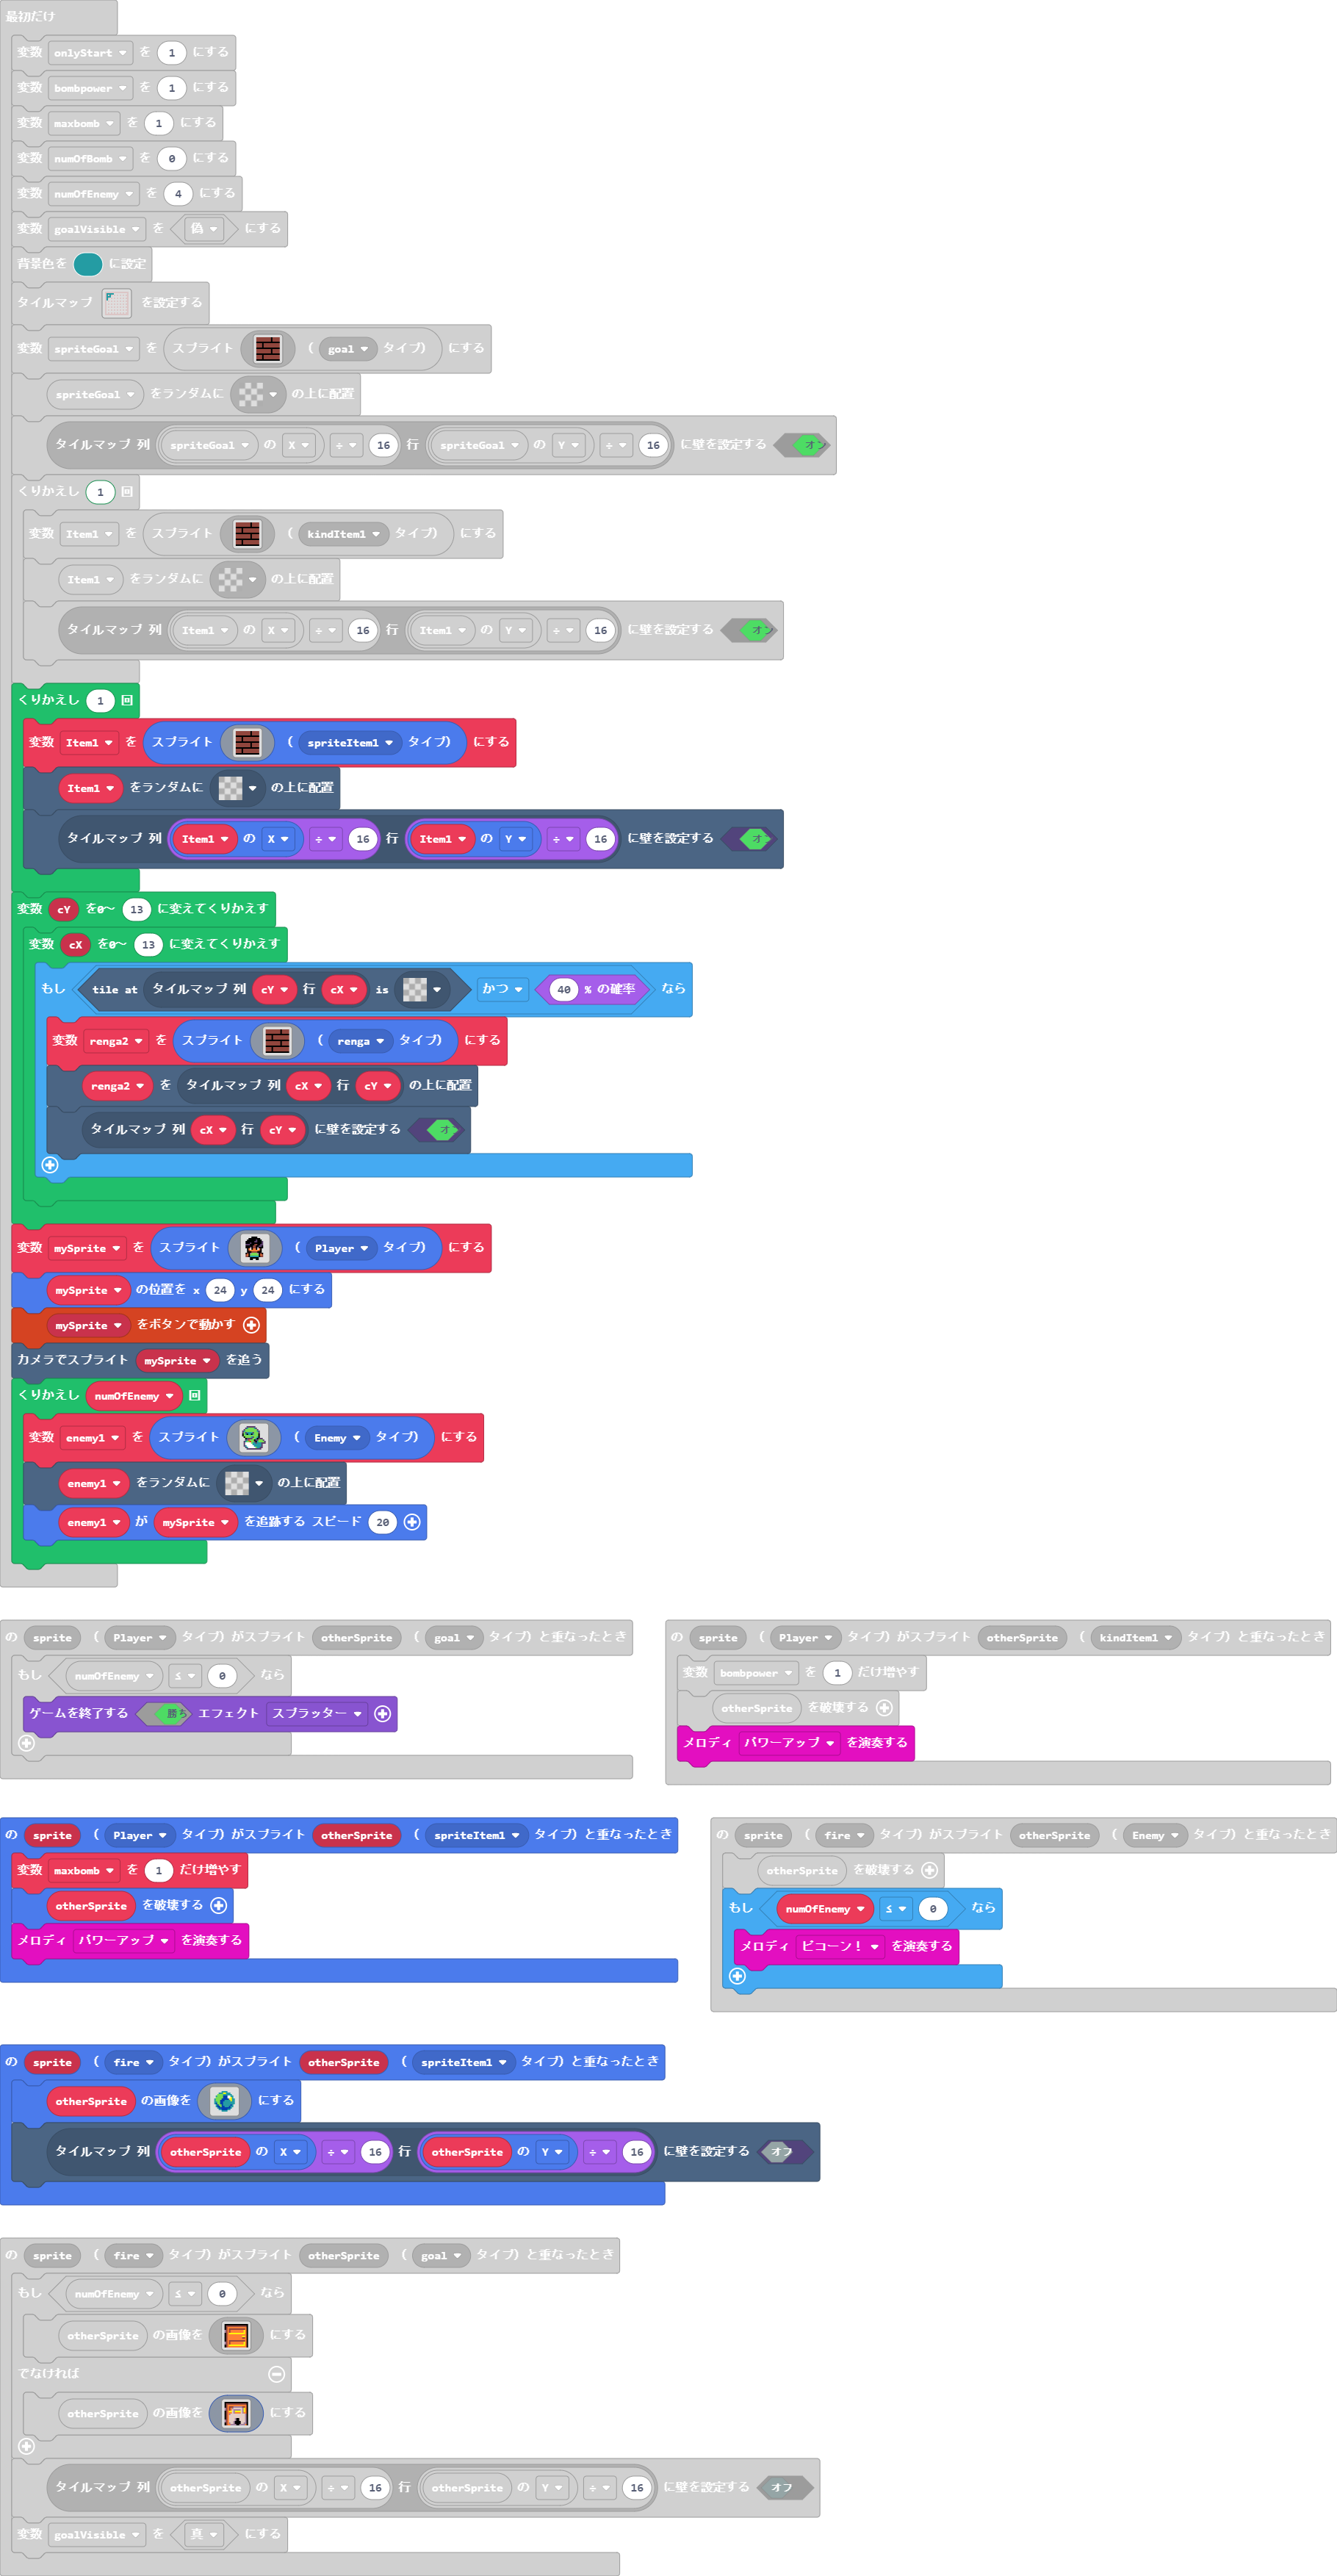 最初だけ
変数 onlyStart を 1 にする
変数 bombpower を 1 にする
変数 maxbomb を 1 にする
変数 numOfBomb を 0 にする
変数 numOfEnemy を 4 にする
変数 goalVisible を 偽 にする
背景色を に設定
タイルマップ を設定する
変数 spriteGoal を スプライト ( goal タイプ) にする
spriteGoal をランダムに の上に配置
タイルマップ 列 spriteGoal の X ÷ 16 行 spriteGoal の Y ÷ 16 に壁を設定する オン
くりかえし 1 回
変数 Item1 を スプライト ( kindItem1 タイプ) にする
Item1 をランダムに の上に配置
タイルマップ 列 Item1 の X ÷ 16 行 Item1 の Y ÷ 16 に壁を設定する オン
くりかえし 1 回
変数 Item1 を スプライト ( spriteItem1 タイプ) にする
Item1 をランダムに の上に配置
タイルマップ 列 Item1 の X ÷ 16 行 Item1 の Y ÷ 16 に壁を設定する オ
変数 cY を0〜 13 に変えてくりかえす
変数 cX を0〜 13 に変えてくりかえす
もし tile at タイルマップ 列 cY 行 cX is かつ 40 % の確率 なら
変数 renga2 を スプライト ( renga タイプ) にする
renga2 を タイルマップ 列 cX 行 cY の上に配置
タイルマップ 列 cX 行 cY に壁を設定する オ
変数 mySprite を スプライト ( Player タイプ) にする
mySprite の位置を x 24 y 24 にする
mySprite をボタンで動かす
カメラでスプライト mySprite を追う
くりかえし numOfEnemy 回
変数 enemy1 を スプライト ( Enemy タイプ) にする
enemy1 をランダムに の上に配置
enemy1 が mySprite を追跡する スピード 20
の sprite ( Player タイプ) がスプライト otherSprite ( goal タイプ) と重なったとき
もし numOfEnemy ≤ 0 なら
ゲームを終了する 勝ち エフェクト スプラッター
の sprite ( Player タイプ) がスプライト otherSprite ( kindItem1 タイプ) と重なったとき
変数 bombpower を 1 だけ増やす
otherSprite を破壊する
メロディ パワーアップ を演奏する
の sprite ( Player タイプ) がスプライト otherSprite ( spriteItem1 タイプ) と重なったとき
変数 maxbomb を 1 だけ増やす
otherSprite を破壊する
メロディ パワーアップ を演奏する
の sprite ( fire タイプ) がスプライト otherSprite ( Enemy タイプ) と重なったとき
otherSprite を破壊する
もし numOfEnemy ≤ 0 なら
メロディ ビコーン! を演奏する
の sprite ( fire タイプ) がスプライト otherSprite ( spriteItem1 タイプ) と重なったとき
otherSprite の画像を にする
タイルマップ 列 otherSprite の X ÷ 16 行 otherSprite の Y ÷ 16 に壁を設定する オフ
の sprite ( fire タイプ) がスプライト otherSprite ( goal タイプ) と重なったとき
もし numOfEnemy ≤ 0 なら
otherSprite の画像を にする
でなければ
otherSprite の画像を にする
タイルマップ 列 otherSprite の X ÷ 16 行 otherSprite の Y ÷ 16 に壁を設定する オフ
変数 goalVisible を 真 にする